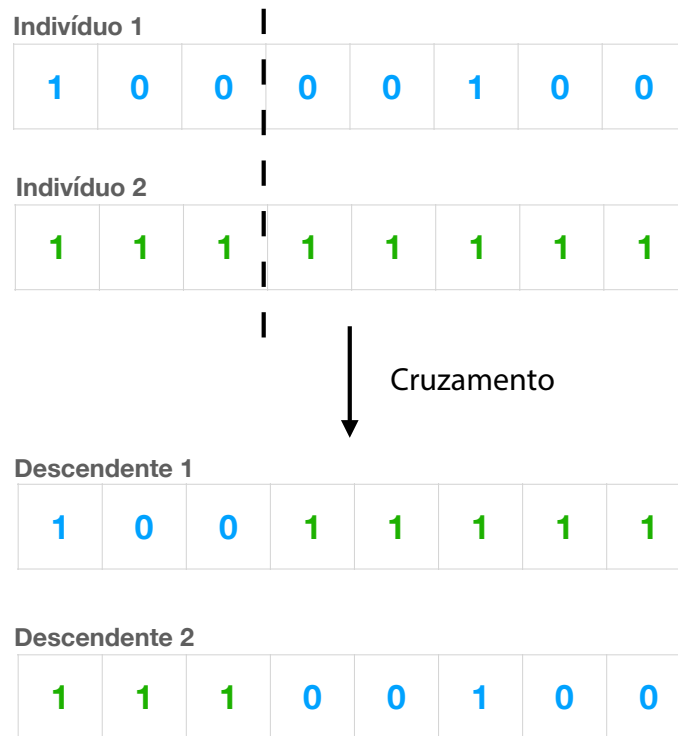 Indivíduo 1
1 0 0 0 0 1 0 0
Indivíduo 2
1 1 1 1 1 1 1 1
Cruzamento
Descendente 1
1 0 0 1 1 1 1 1
Descendente 2
1 1 1 0 0 1 0 0